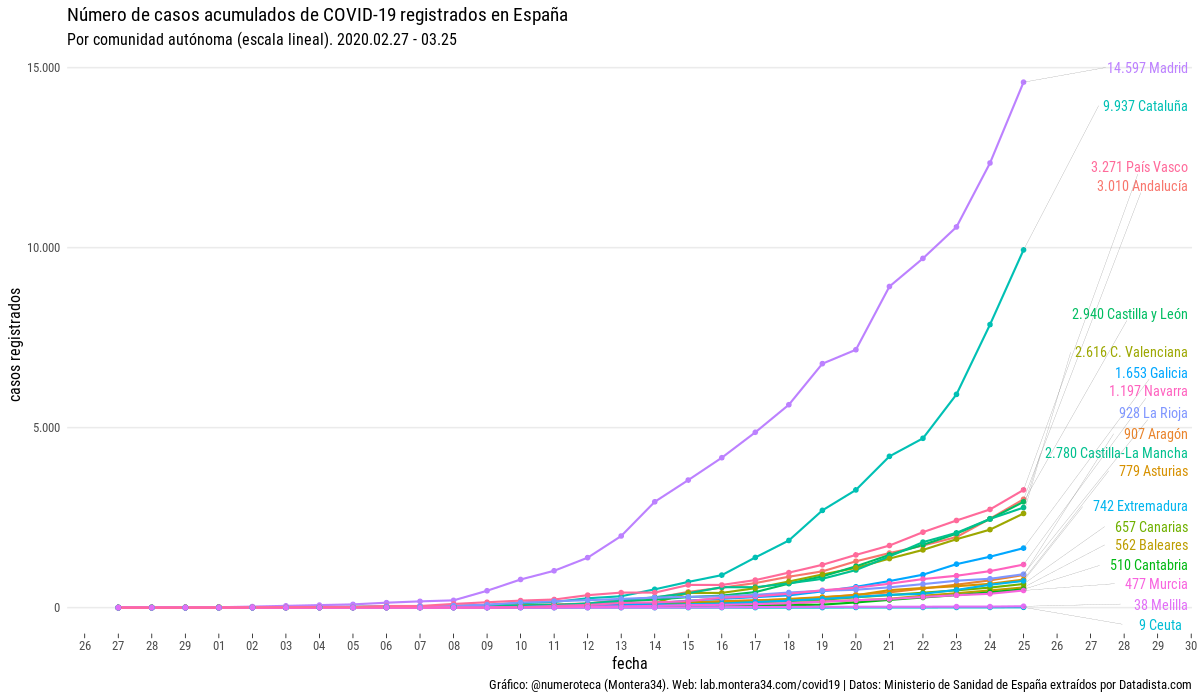 Número de casos acumulados de COVID-19 registrados en España
Por comunidad autónoma (escala lineal). 2020.02.27 - 03.25
15.000
10.000
5.000
0
casos registrados
14.597 Madrid
9.937 Cataluña
3.271 País Vasco
3.010 Andalucía
2.940 Castilla y León
2.616 C. Valenciana
1.653 Galicia
1.197 Navarra
928 La Rioja
907 Aragón
2.780 Castilla-La Mancha
779 Asturias
742 Extremadura
657 Canarias
562 Baleares
510 Cantabria
477 Murcia
38 Melilla
9 Ceuta
26 27 28 29 01 02 03 04 05 06 07 08 09 10 11 12 13 14 15 16 17 18 19 20 21 22 23 24 25 26 27 28 29 30
fecha
Gráfico: @numeroteca (Montera34). Web: lab.montera34.com/covid19 | Datos: Ministerio de Sanidad de España extraídos por Datadista.com